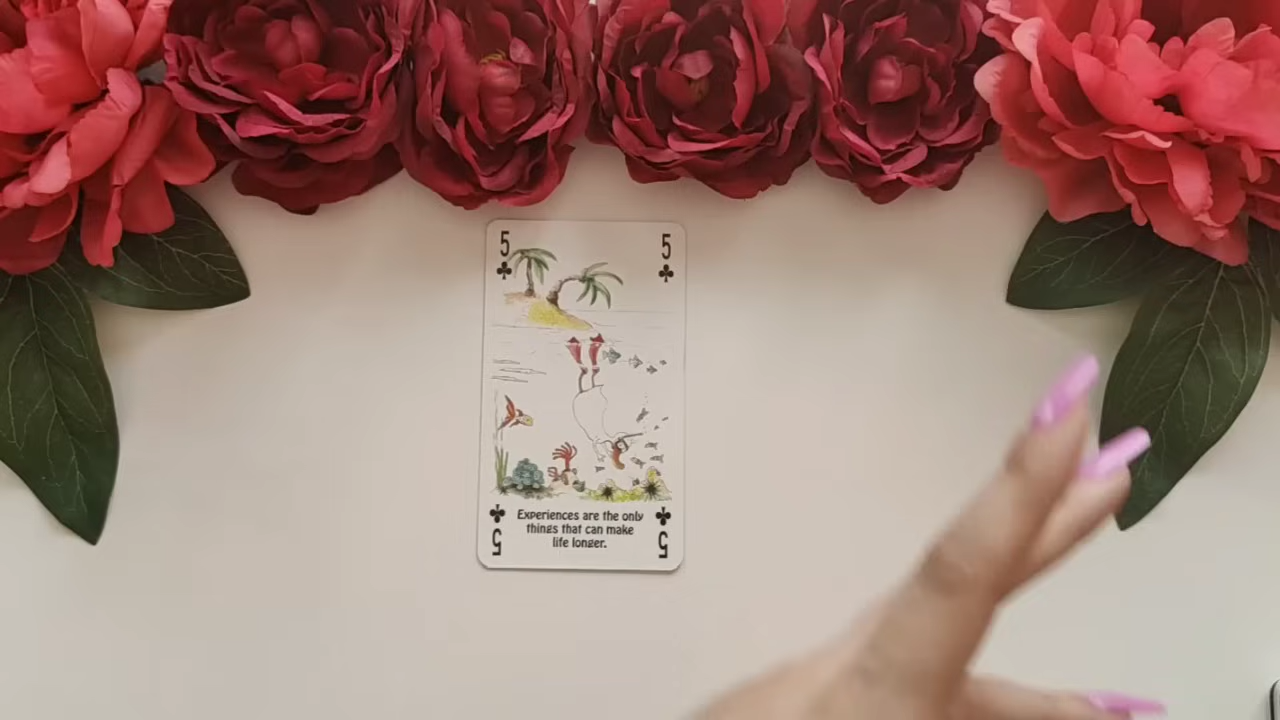 5 5
♣ ♣
Experiences are the only
things that can make
life longer.
♣ ♣
5 5